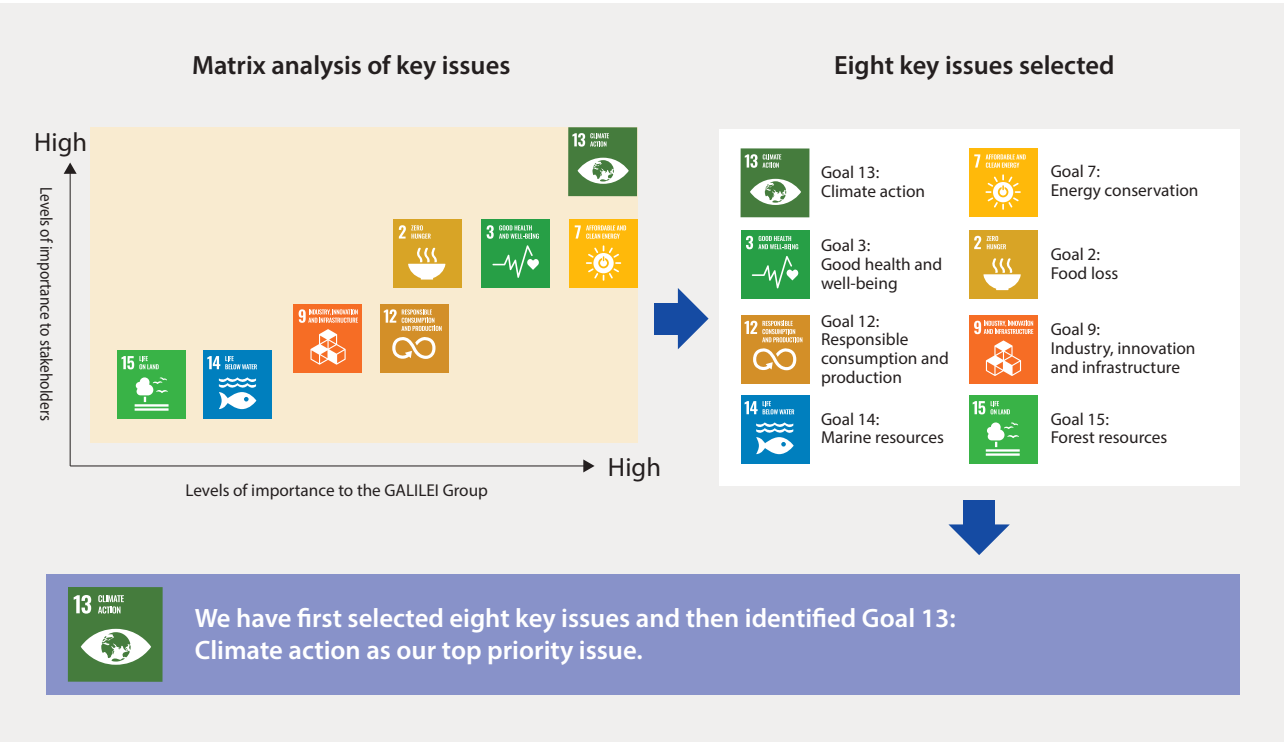 Matrix analysis of key issues
High
Levels of importance to stakeholders
13 CLIMATE
ACTION
2 ZERO
HUNGER
3 GOOD HEALTH
AND WELL-BEING
7 AFFORDABLE AND
CLEAN ENERGY
9 INDUSTRY, INNOVATION
AND INFRASTRUCTURE
12 RESPONSIBLE
CONSUMPTION
AND PRODUCTION
15 LIFE
ON LAND
14 LIFE
BELOW WATER
High
Levels of importance to the GALILEI Group
Eight key issues selected
13 CLIMATE
ACTION
Goal 13:
Climate action
7 AFFORDABLE AND
CLEAN ENERGY
Goal 7:
Energy conservation
3 GOOD HEALTH
AND WELL-BEING
Goal 3:
Good health and
well-being
2 ZERO
HUNGER
Goal 2:
Food loss
12 RESPONSIBLE
CONSUMPTION
AND PRODUCTION
Goal 12:
Responsible
consumption and
production
9 INDUSTRY, INNOVATION
AND INFRASTRUCTURE
Goal 9:
Industry, innovation
and infrastructure
14 LIFE
BELOW WATER
Goal 14:
Marine resources
15 LIFE
ON LAND
Goal 15:
Forest resources
13 CLIMATE
ACTION
We have first selected eight key issues and then identified Goal 13:
Climate action as our top priority issue.